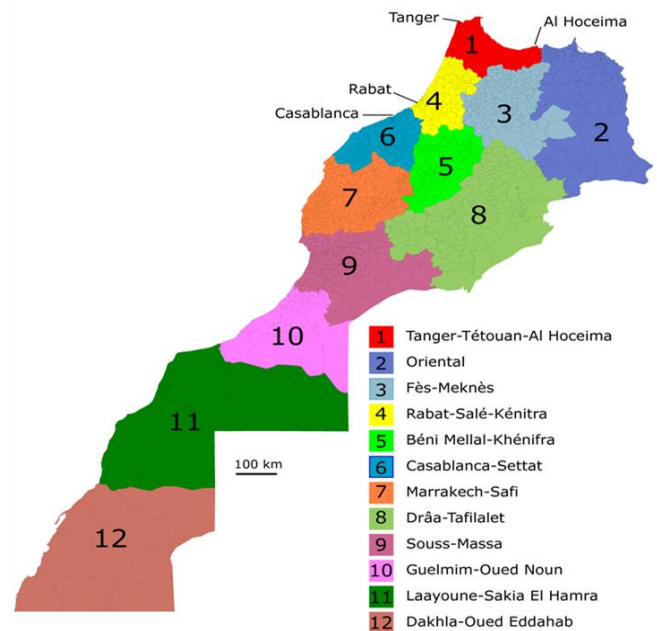 Tanger
Al Hoceima
1
Rabat
4
3
Casablanca
6
2
5
7
8
9
10
11
12
100 km
1 Tanger-Tétouan-Al Hoceima
2 Oriental
3 Fès-Meknès
4 Rabat-Salé-Kénitra
5 Béni Mellal-Khénifra
6 Casablanca-Settat
7 Marrakech-Safi
8 Drâa-Tafilalet
9 Souss-Massa
10 Guelmim-Oued Noun
11 Laayoune-Sakia El Hamra
12 Dakhla-Oued Eddahab